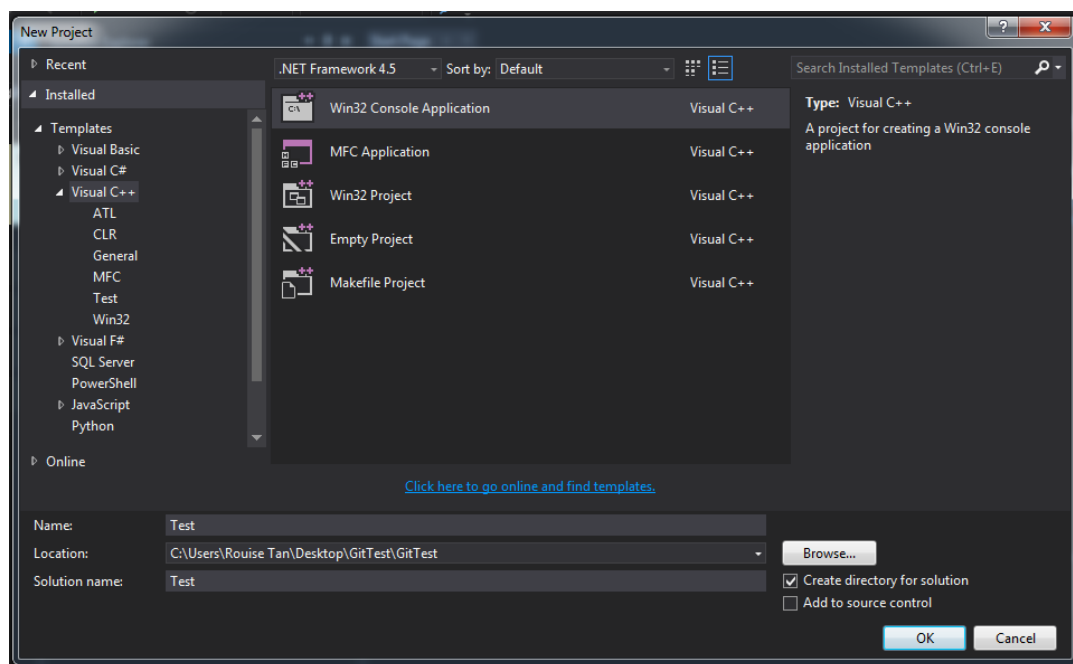 New Project
Recent
.NET Framework 4.5 Sort by: Default Search Installed Templates (Ctrl+E)
Installed
Templates
Visual Basic
Visual C#
Visual C++
ATL
CLR
General
MFC
Test
Win32
Visual F#
SQL Server
PowerShell
JavaScript
Python
Online
Win32 Console Application Visual C++
MFC Application Visual C++
Win32 Project Visual C++
Empty Project Visual C++
Makefile Project Visual C++
Type: Visual C++
A project for creating a Win32 console
application
Click here to go online and find templates.
Name: Test
Location: C:\Users\Rouise Tan\Desktop\GitTest\GitTest Browse...
Solution name: Test
Create directory for solution
Add to source control
OK Cancel